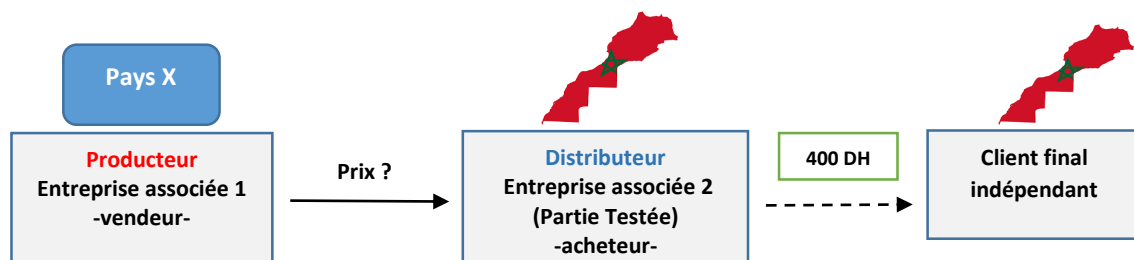 Pays X
Producteur
Entreprise associée 1
-vendeur-
Prix ?
Distributeur
Entreprise associée 2
(Partie Testée)
-acheteur-
400 DH
Client final
indépendant